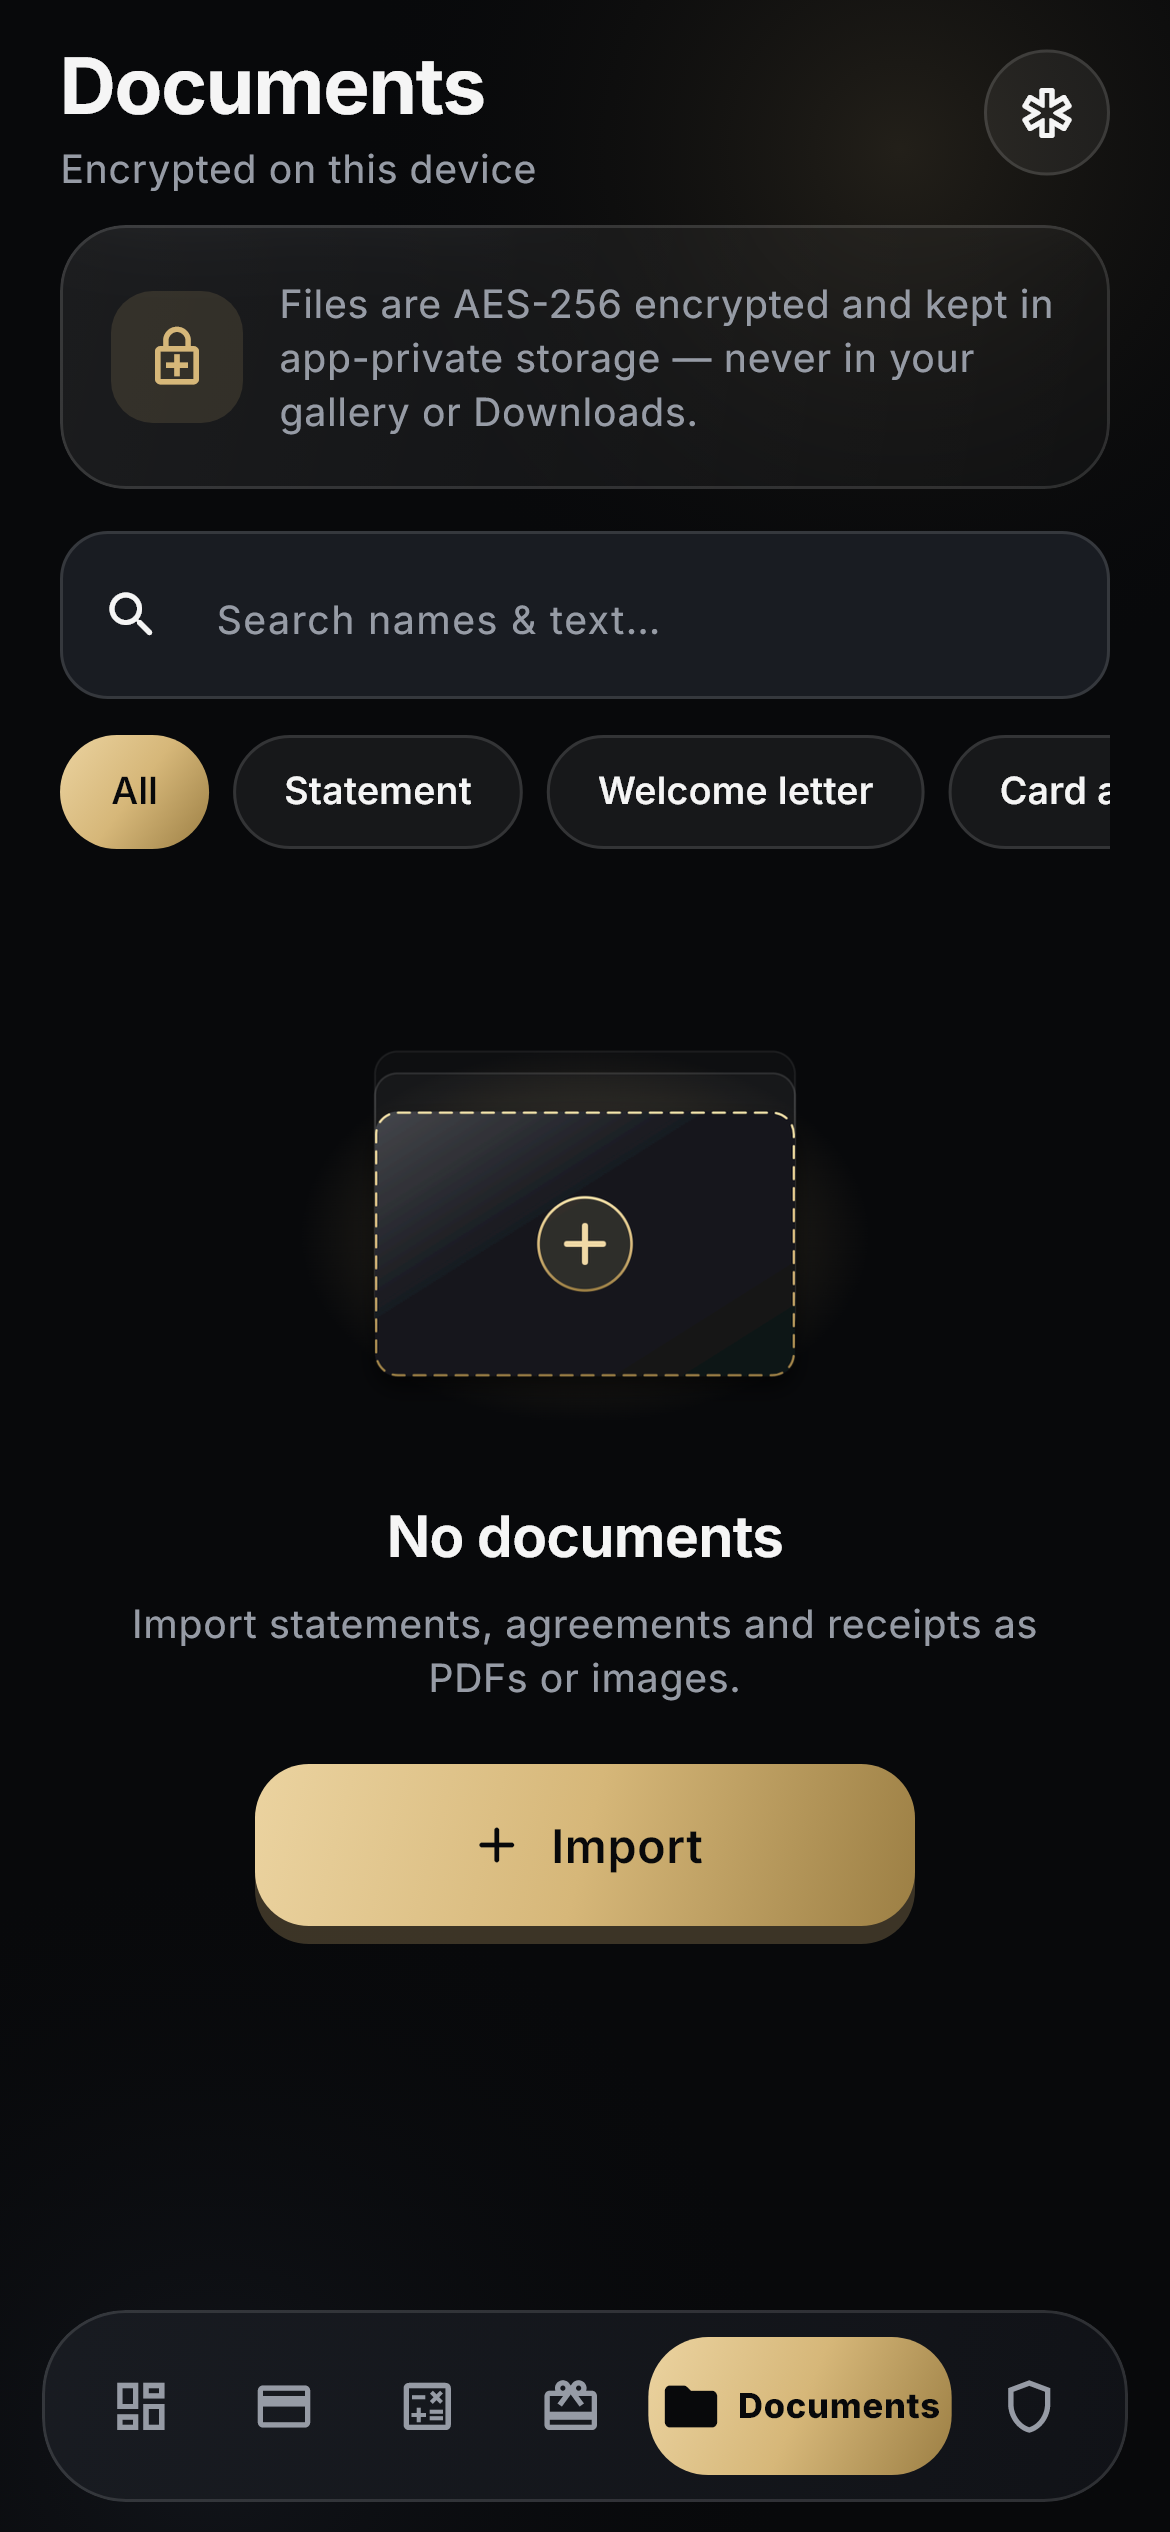 Documents
Encrypted on this device
Files are AES-256 encrypted and kept in
app-private storage — never in your
gallery or Downloads.
Search names & text...
All
Statement
Welcome letter
Card
No documents
Import statements, agreements and receipts as
PDFs or images.
Import
Documents